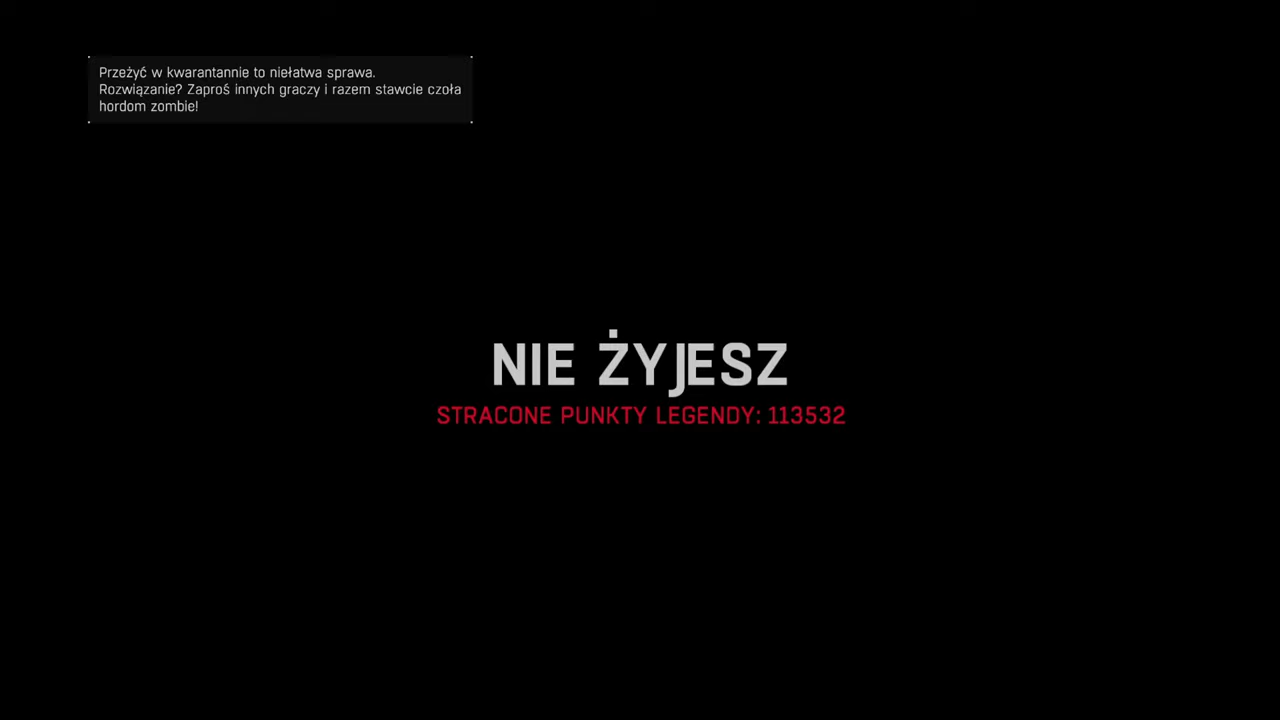 Przeżyć w kwarantannie to niełatwa sprawa.
Rozwiązanie? Zaproś innych graczy i razem stawcie czoła
hordom zombie!
NIE ŻYJESZ
STRACONE PUNKTY LEGENDY: 113532